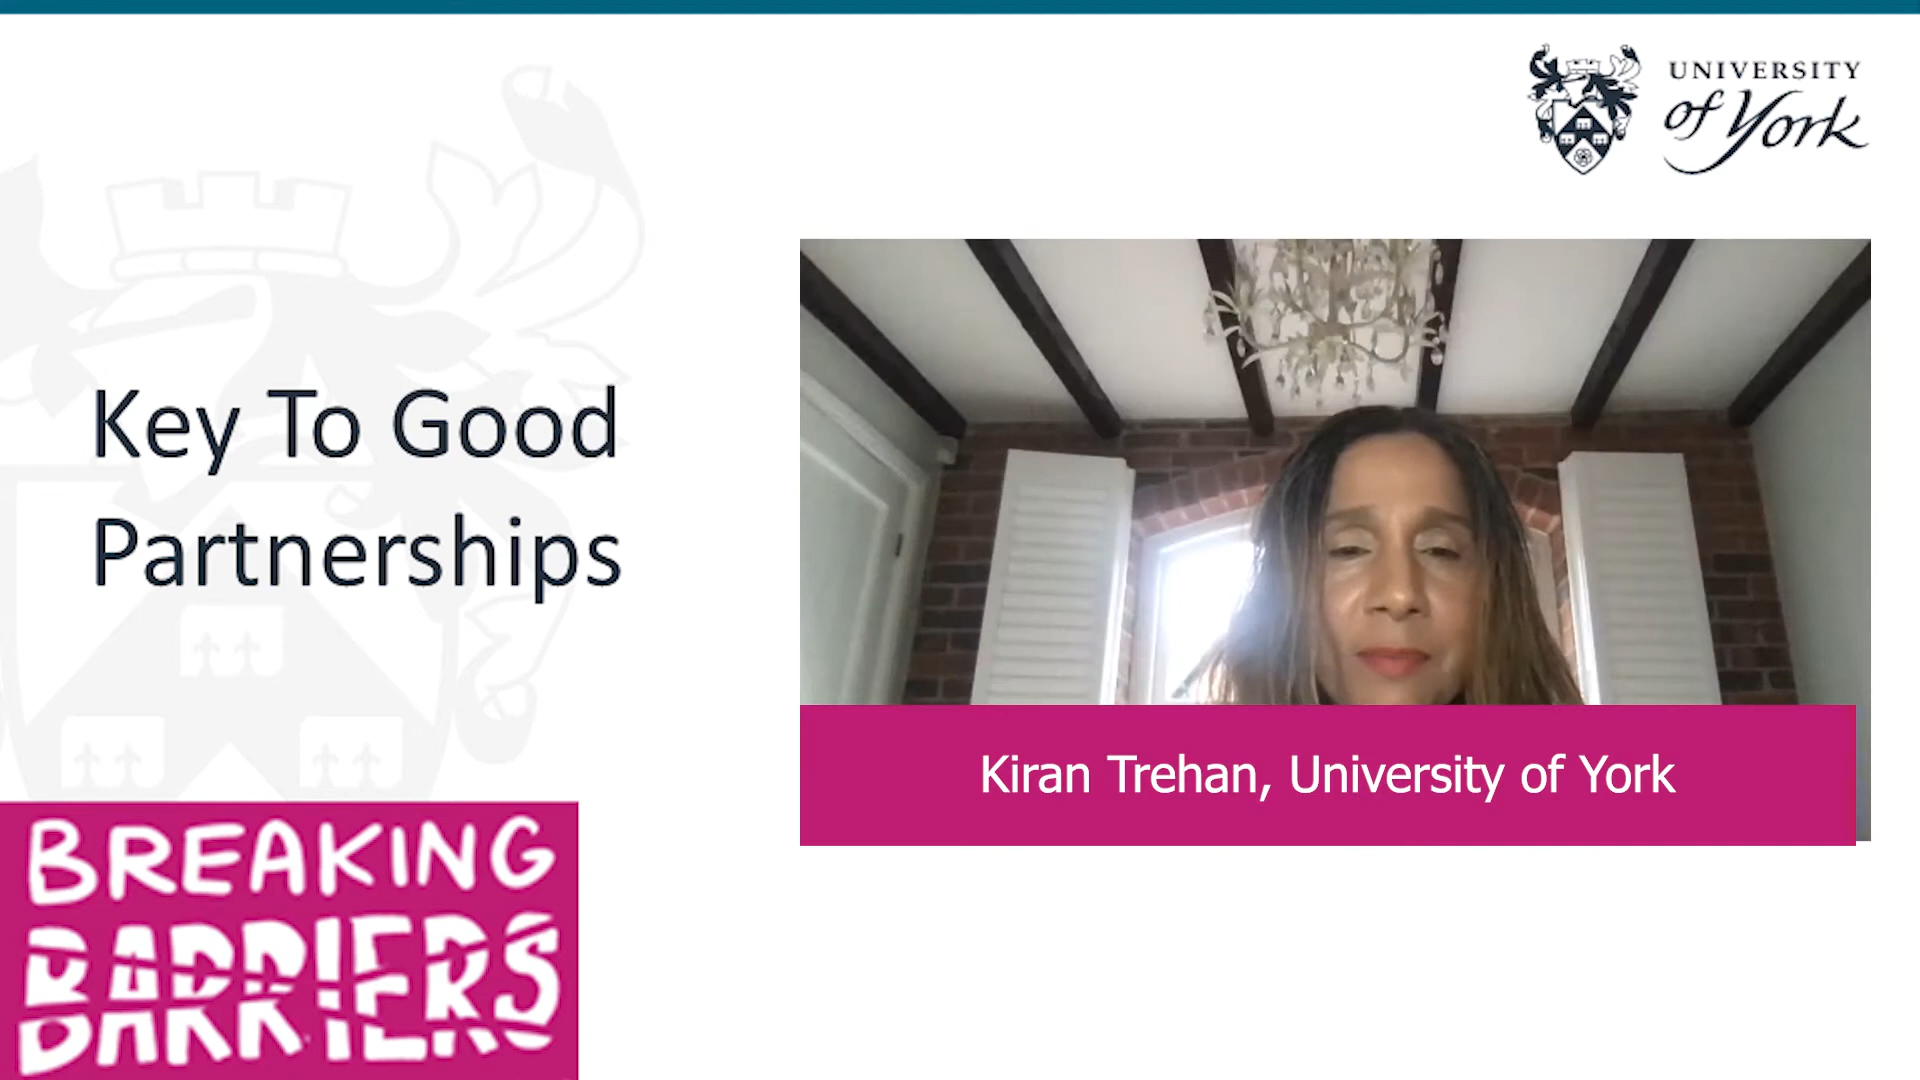 UNIVERSITY
of York
Key To Good
Partnerships
Kiran Trehan, University of York
BREAKING
BARRIERS